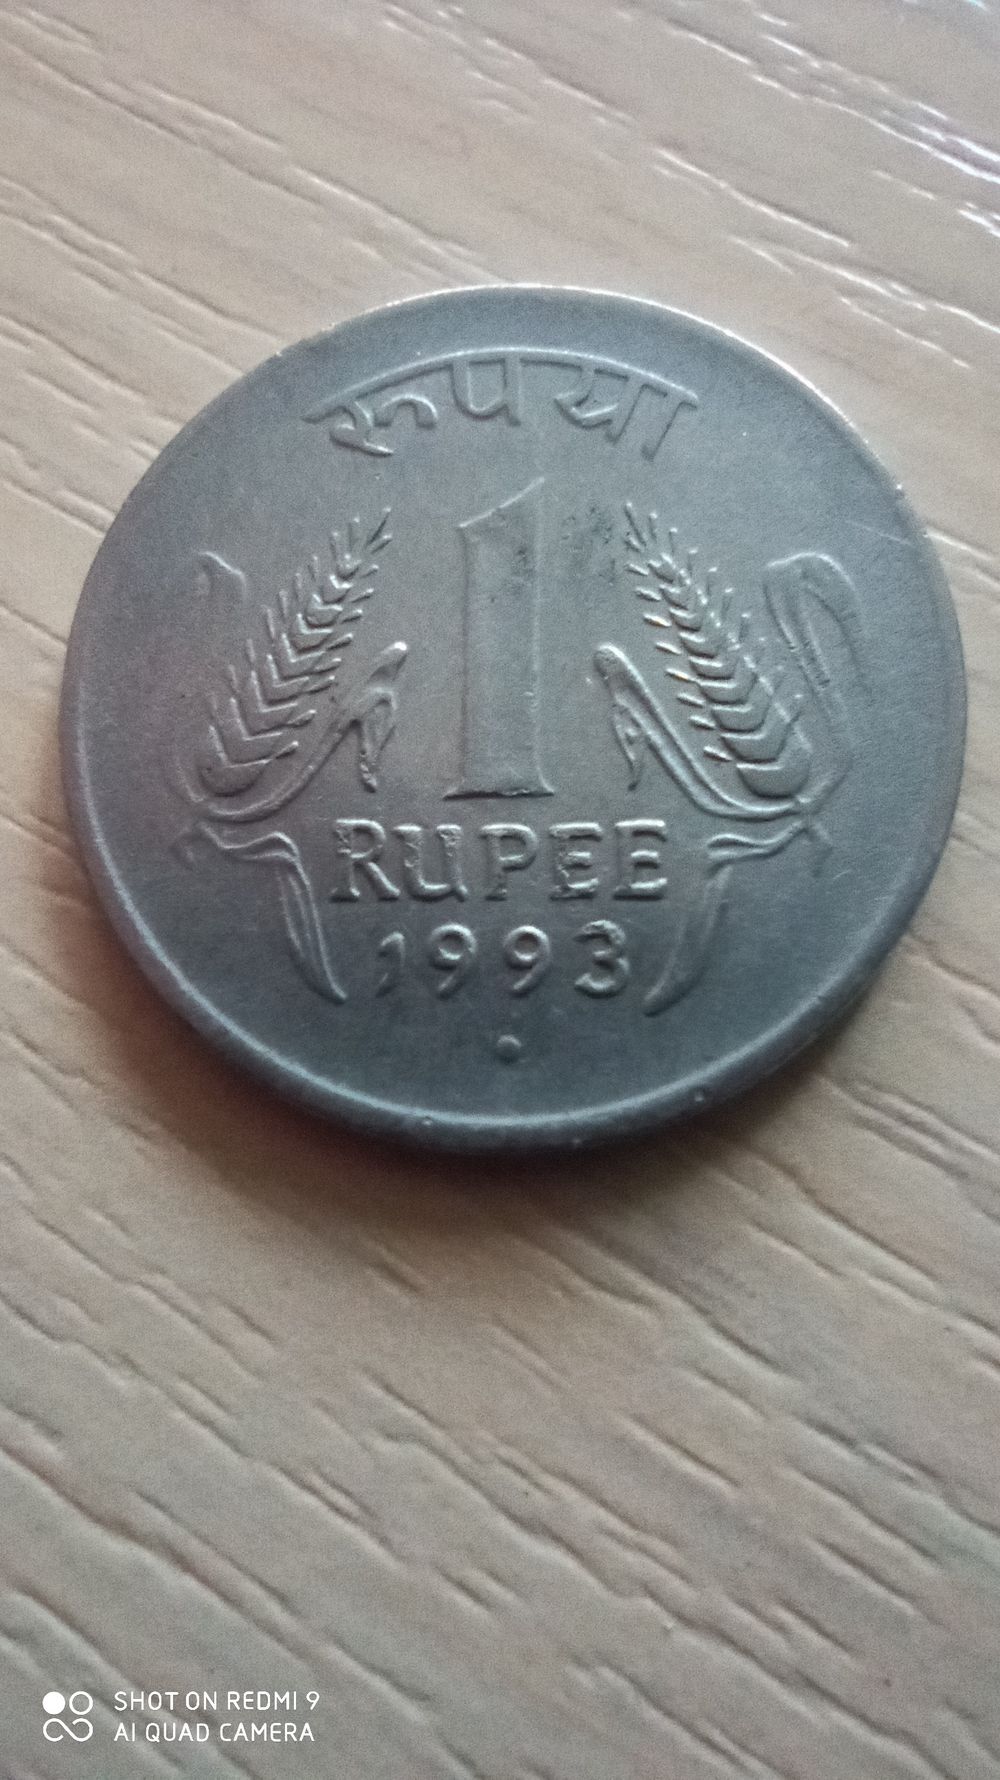 रूपया
1
RUPEE
1993
SHOT ON REDMI 9
AI QUAD CAMERA